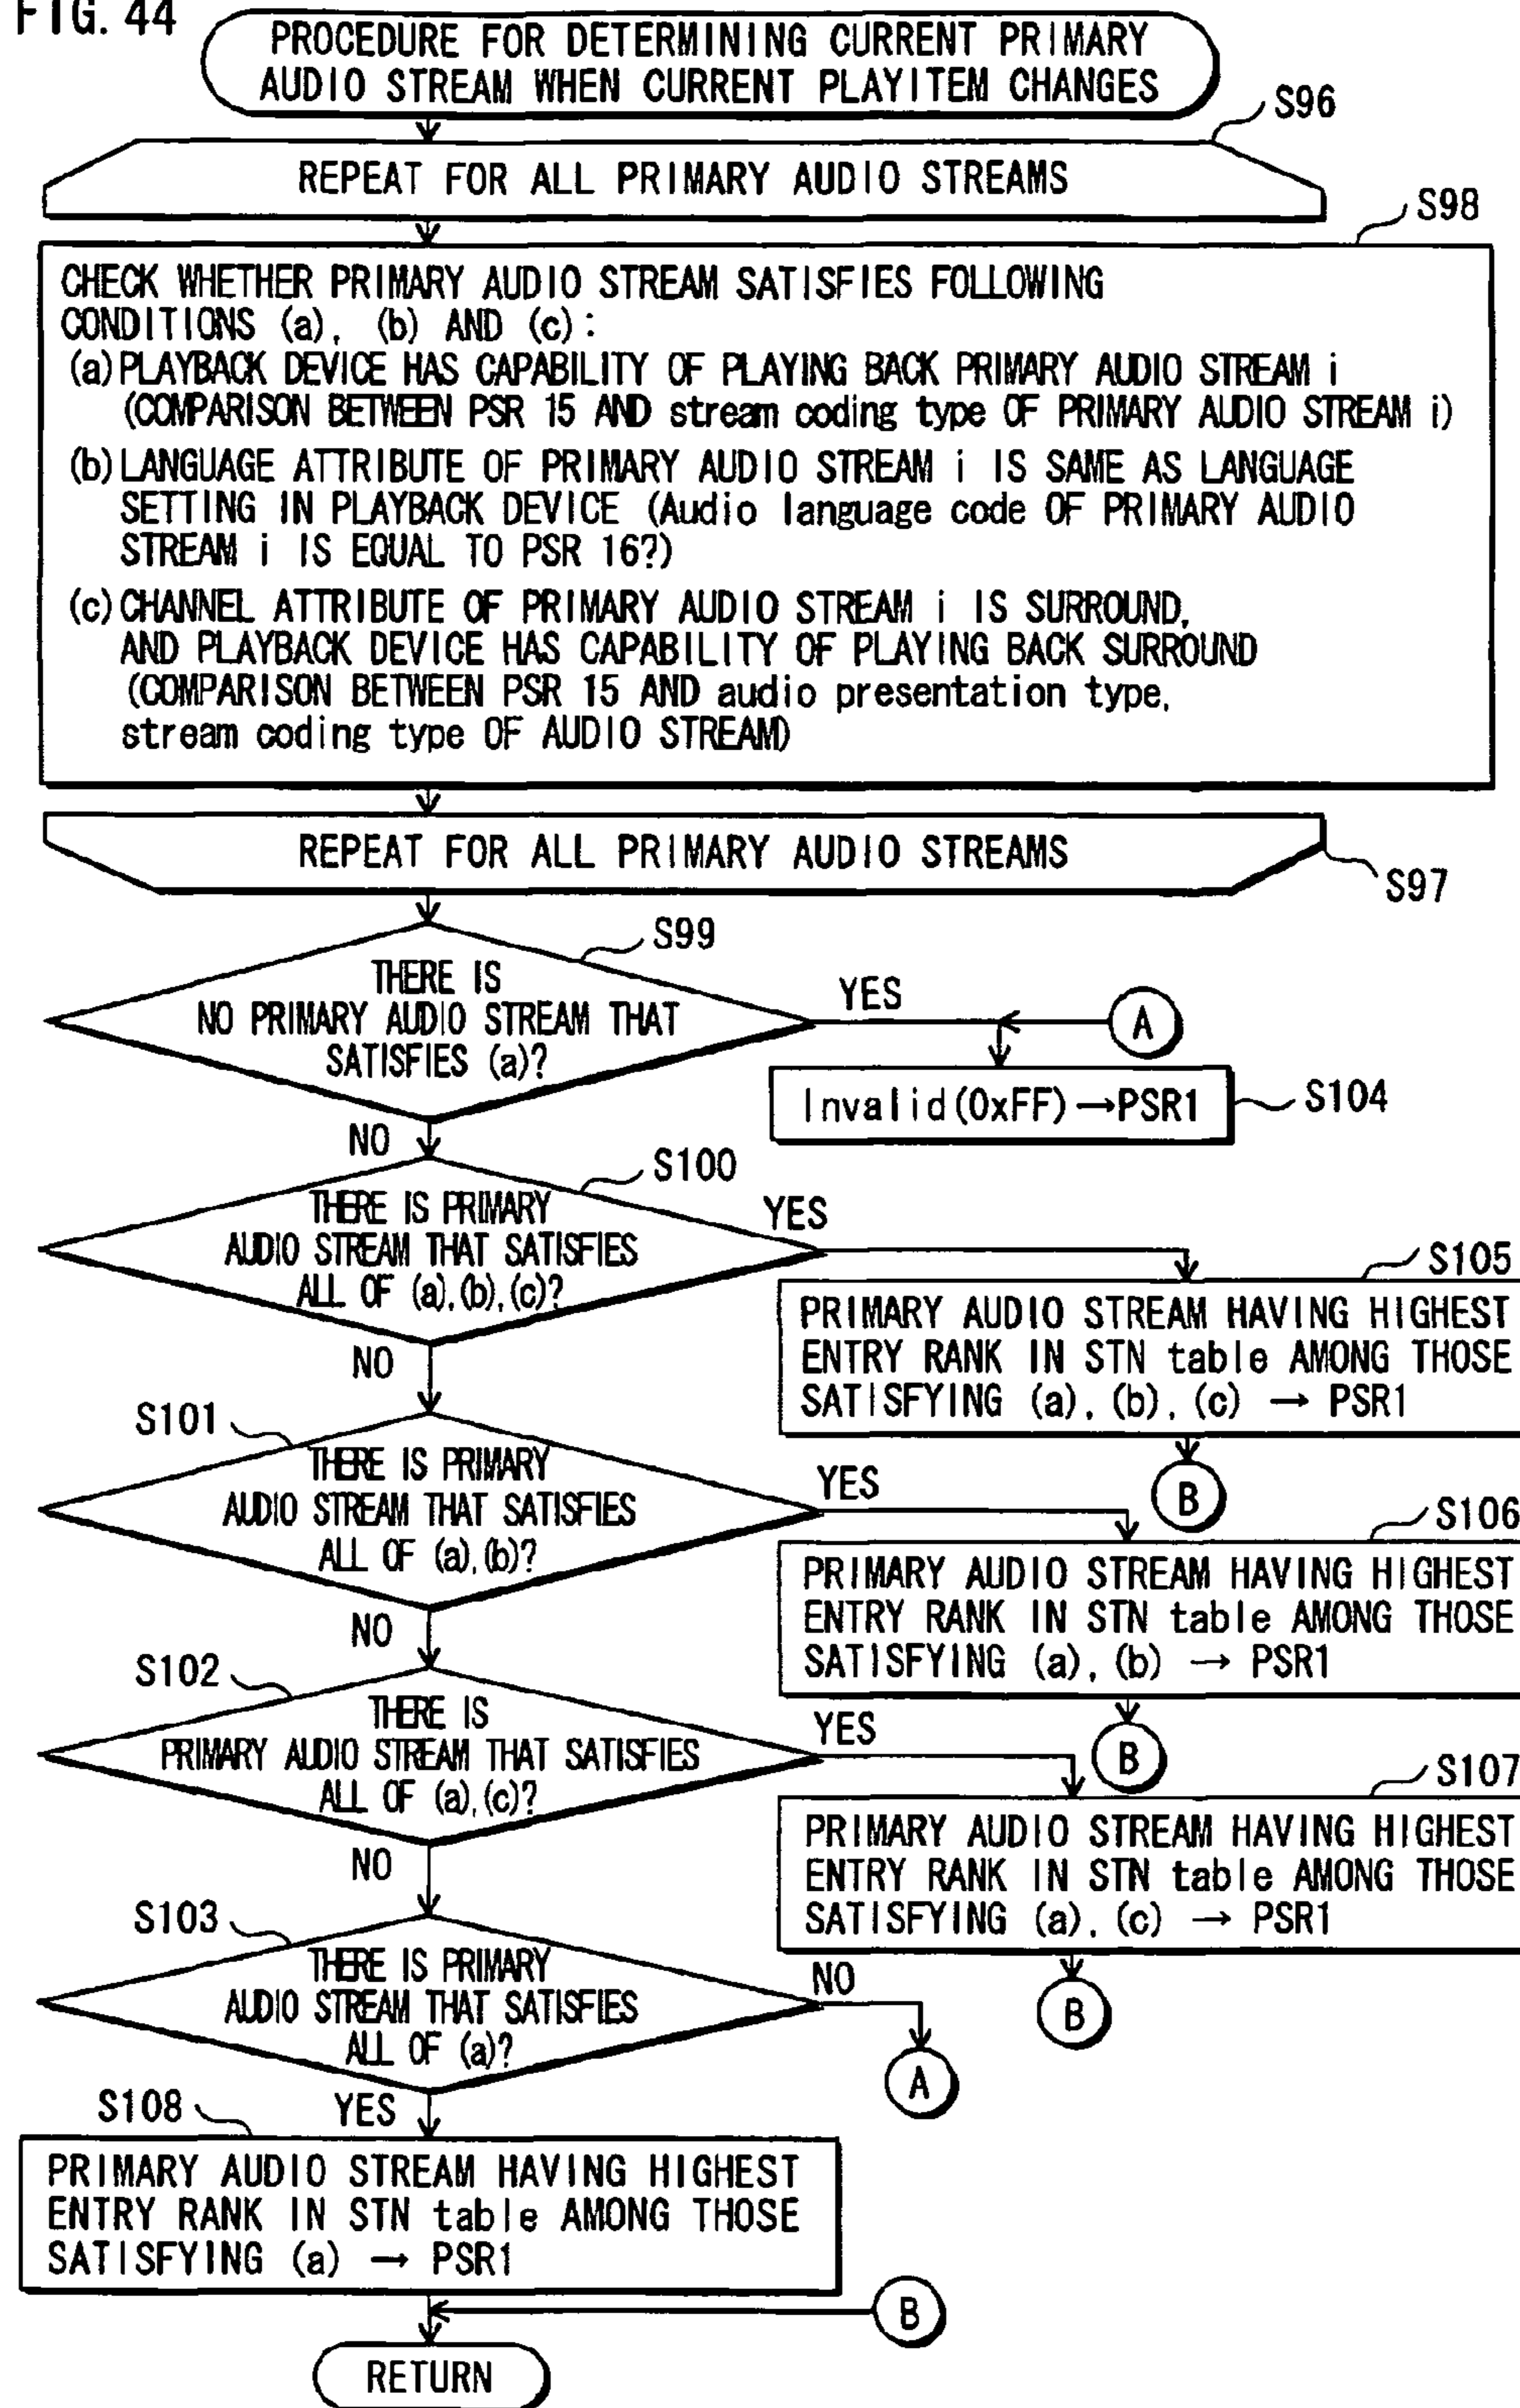 FIG. 44
PROCEDURE FOR DETERMINING CURRENT PRIMARY
AUDIO STREAM WHEN CURRENT PLAYITEM CHANGES
S96
REPEAT FOR ALL PRIMARY AUDIO STREAMS
S98
CHECK WHETHER PRIMARY AUDIO STREAM SATISFIES FOLLOWING
CONDITIONS (a), (b) AND (c):
(a) PLAYBACK DEVICE HAS CAPABILITY OF PLAYING BACK PRIMARY AUDIO STREAM i
(COMPARISON BETWEEN PSR 15 AND stream coding type OF PRIMARY AUDIO STREAM i)
(b) LANGUAGE ATTRIBUTE OF PRIMARY AUDIO STREAM i IS SAME AS LANGUAGE
SETTING IN PLAYBACK DEVICE (Audio language code OF PRIMARY AUDIO
STREAM i IS EQUAL TO PSR 16?)
(c) CHANNEL ATTRIBUTE OF PRIMARY AUDIO STREAM i IS SURROUND,
AND PLAYBACK DEVICE HAS CAPABILITY OF PLAYING BACK SURROUND
(COMPARISON BETWEEN PSR 15 AND audio presentation type,
stream coding type OF AUDIO STREAM)
REPEAT FOR ALL PRIMARY AUDIO STREAMS
S97
S99
THERE IS
NO PRIMARY AUDIO STREAM THAT
SATISFIES (a)?
YES
A
Invalid(0xFF) → PSR1
S104
NO
S100
THERE IS PRIMARY
AUDIO STREAM THAT SATISFIES
ALL OF (a), (b), (c)?
YES
S105
PRIMARY AUDIO STREAM HAVING HIGHEST
ENTRY RANK IN STN table AMONG THOSE
SATISFYING (a), (b), (c) → PSR1
B
NO
S101
THERE IS PRIMARY
AUDIO STREAM THAT SATISFIES
ALL OF (a), (b)?
YES
S106
PRIMARY AUDIO STREAM HAVING HIGHEST
ENTRY RANK IN STN table AMONG THOSE
SATISFYING (a), (b) → PSR1
B
NO
S102
THERE IS
PRIMARY AUDIO STREAM THAT SATISFIES
ALL OF (a), (c)?
YES
S107
PRIMARY AUDIO STREAM HAVING HIGHEST
ENTRY RANK IN STN table AMONG THOSE
SATISFYING (a), (c) → PSR1
B
NO
S103
THERE IS PRIMARY
AUDIO STREAM THAT SATISFIES
ALL OF (a)?
NO
A
YES
S108
PRIMARY AUDIO STREAM HAVING HIGHEST
ENTRY RANK IN STN table AMONG THOSE
SATISFYING (a) → PSR1
B
RETURN